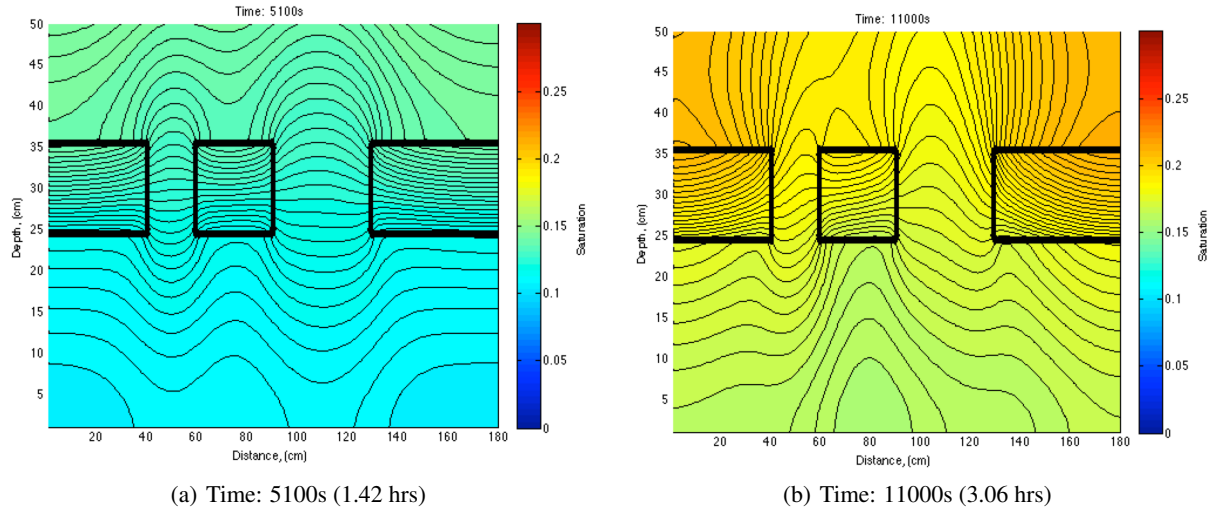 Time: 5100s
50
45
40
35
30
25
20
15
10
5
Depth, (cm)
20 40 60 80 100 120 140 160 180
Distance, (cm)
0.25
0.2
0.15
0.1
0.05
0
Saturation
(a) Time: 5100s (1.42 hrs)
Time: 11000s
50
45
40
35
30
25
20
15
10
5
Depth, (cm)
20 40 60 80 100 120 140 160 180
Distance, (cm)
0.25
0.2
0.15
0.1
0.05
0
Saturation
(b) Time: 11000s (3.06 hrs)